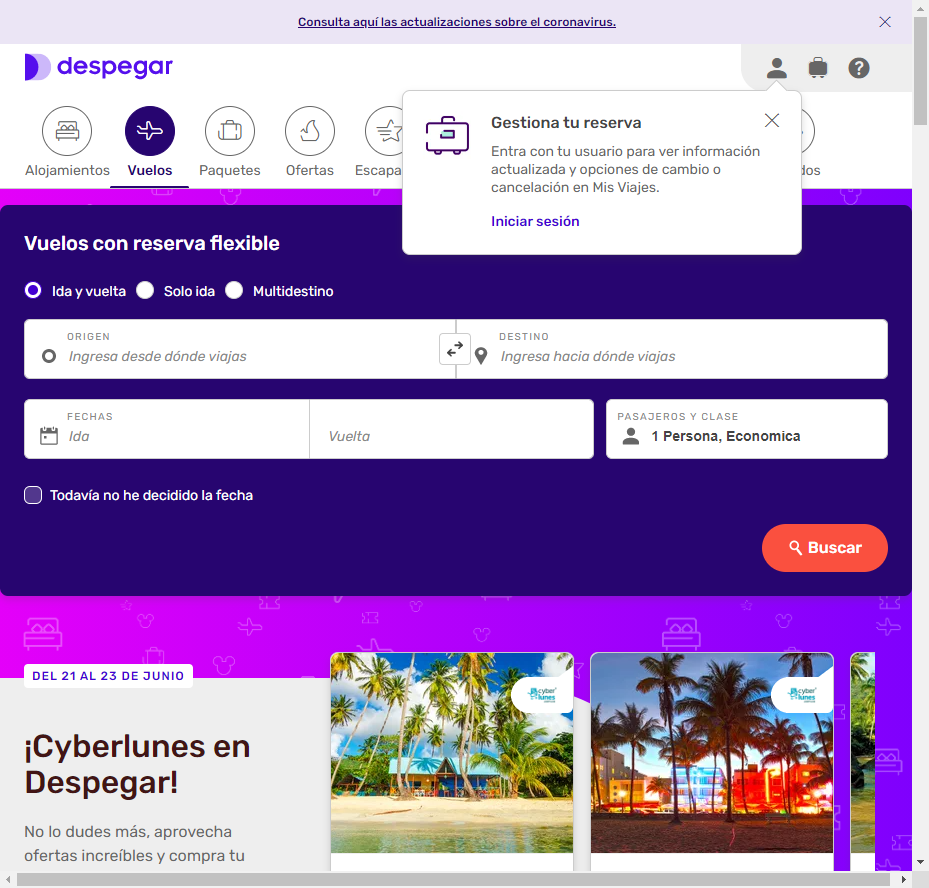 Consulta aquí las actualizaciones sobre el coronavirus.
despegar
Alojamientos
Vuelos
Paquetes
Ofertas
Escapa
dos
Gestiona tu reserva
Entra con tu usuario para ver información
actualizada y opciones de cambio o
cancelación en Mis Viajes.
Iniciar sesión
Vuelos con reserva flexible
Ida y vuelta
Solo ida
Multidestino
ORIGEN
Ingresa desde dónde viajas
DESTINO
Ingresa hacia dónde viajas
FECHAS
Ida
Vuelta
PASAJEROS Y CLASE
1 Persona, Economica
Todavía no he decidido la fecha
Buscar
DEL 21 AL 23 DE JUNIO
¡Cyberlunes en
Despegar!
No lo dudes más, aprovecha
ofertas increíbles y compra tu
cyber
lunes
cyber
lunes